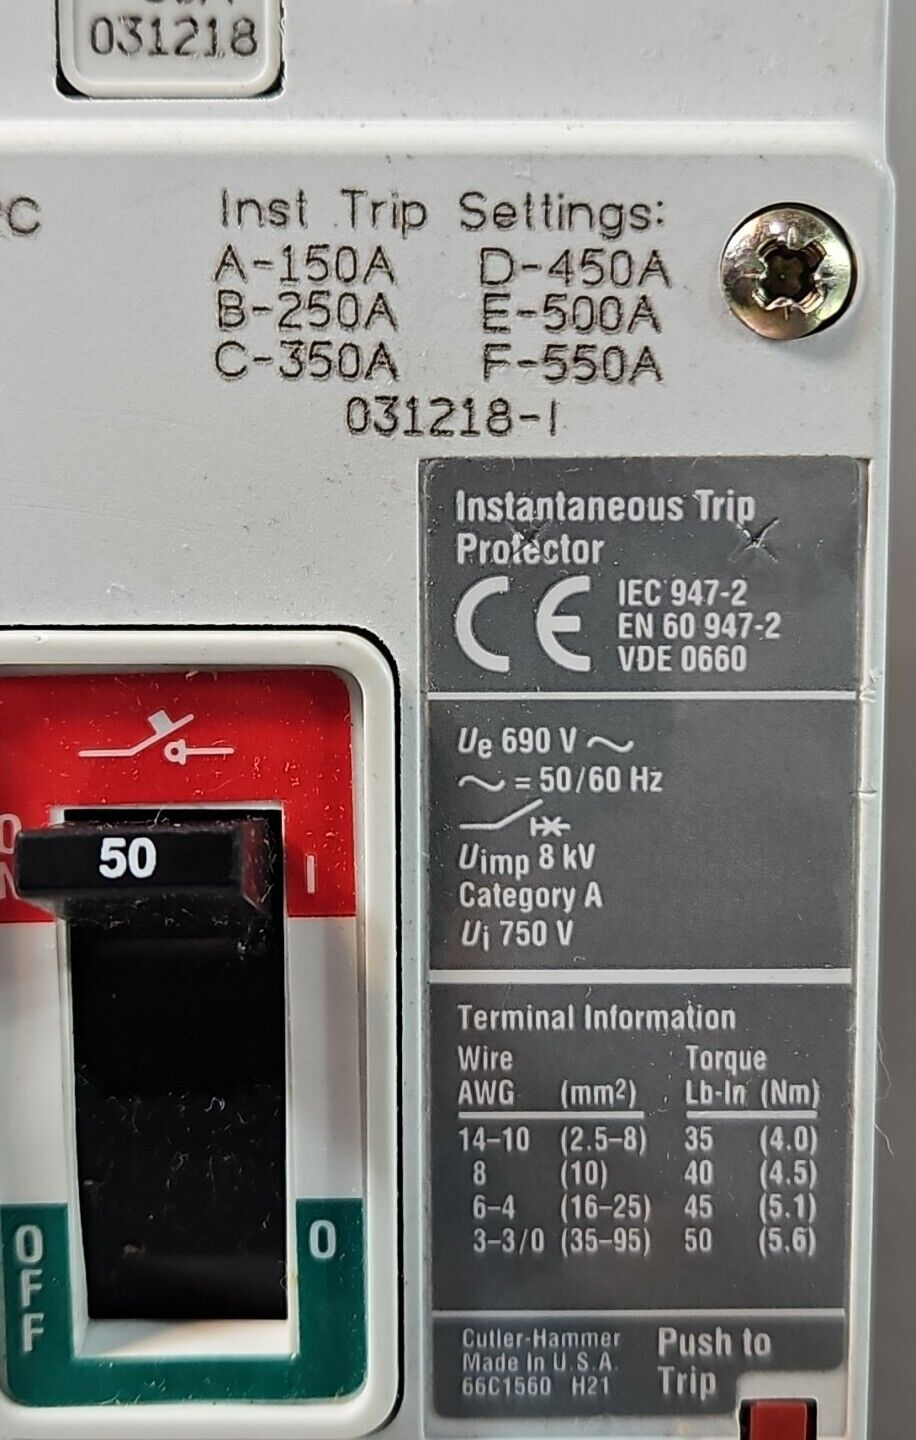 031218
Inst Trip Settings:
A-150A D-450A
B-250A E-500A
C-350A F-550A
031218-I
Instantaneous Trip
Protector
CE
IEC 947-2
EN 60 947-2
VDE 0660
Ue 690 V ~
~ = 50/60 Hz
Uimp 8 kV
Category A
Ui 750 V
50
I
OFF
O
Terminal Information
Wire Torque
AWG (mm2) Lb-In (Nm)
14-10 (2.5-8) 35 (4.0)
8 (10) 40 (4.5)
6-4 (16-25) 45 (5.1)
3-3/0 (35-95) 50 (5.6)
Cutler-Hammer
Made In U.S.A.
66C1560 H21
Push to
Trip